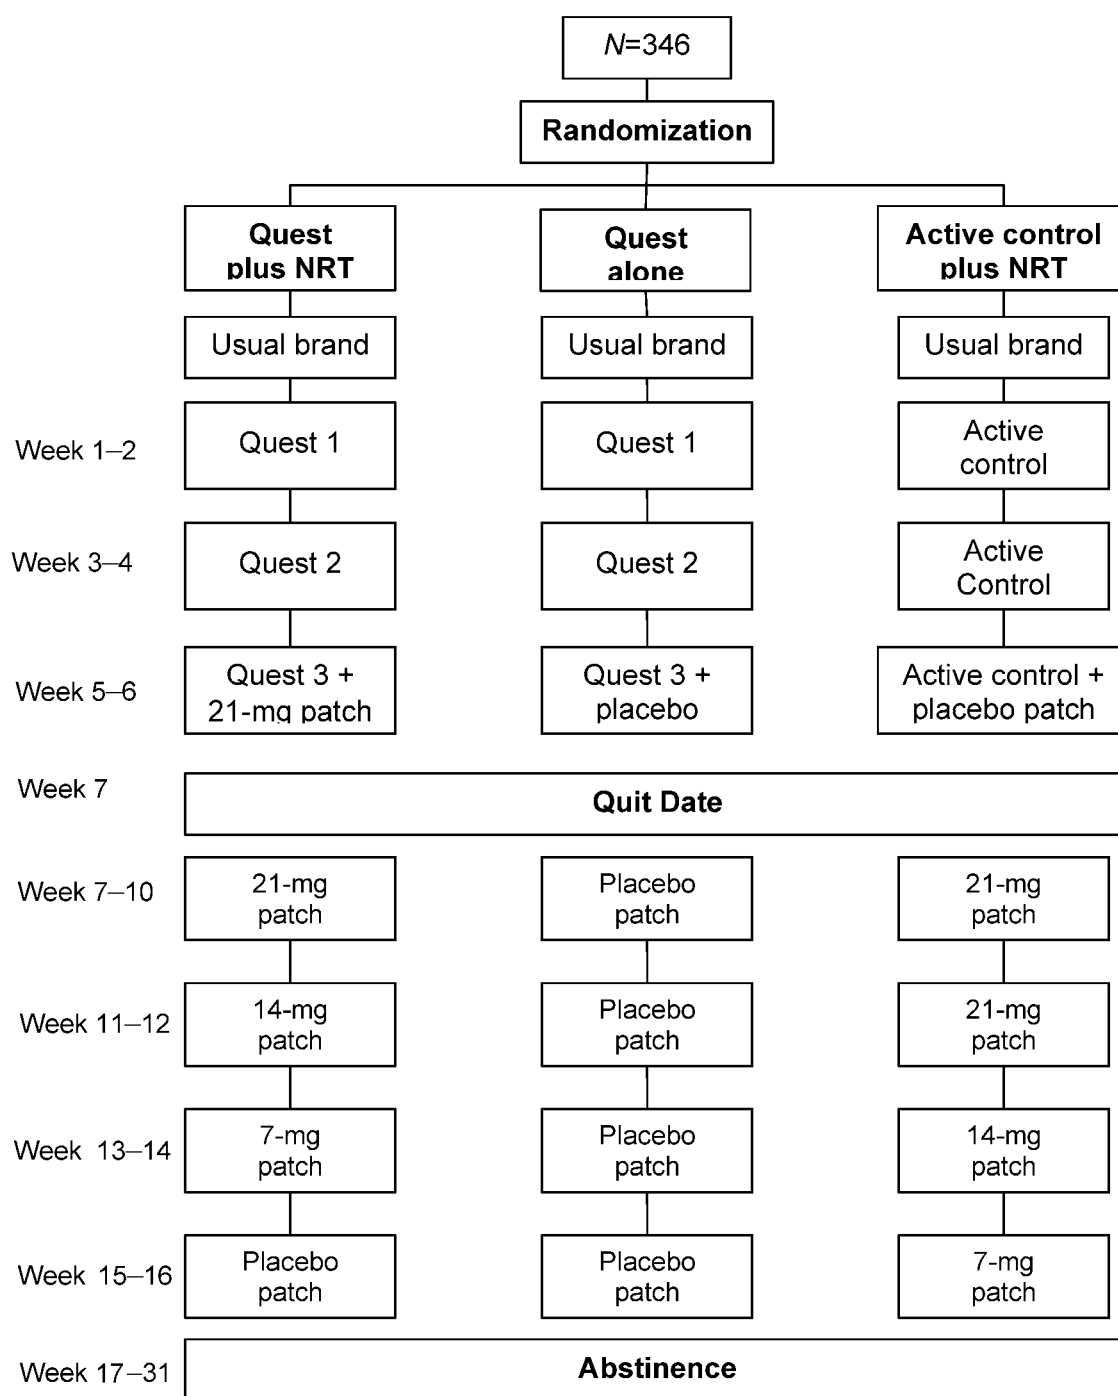 N=346
Randomization
Quest
plus NRT
Quest
alone
Active control
plus NRT
Usual brand
Usual brand
Usual brand
Week 1–2
Quest 1
Quest 1
Active
control
Week 3–4
Quest 2
Quest 2
Active
Control
Week 5–6
Quest 3 +
21-mg patch
Quest 3 +
placebo
Active control +
placebo patch
Week 7
Quit Date
Week 7–10
21-mg
patch
Placebo
patch
21-mg
patch
Week 11–12
14-mg
patch
Placebo
patch
21-mg
patch
Week 13–14
7-mg
patch
Placebo
patch
14-mg
patch
Week 15–16
Placebo
patch
Placebo
patch
7-mg
patch
Week 17–31
Abstinence